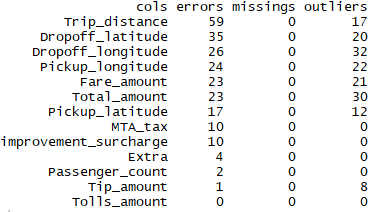 cols errors missings outliers
Trip_distance 59 0 17
Dropoff_latitude 35 0 20
Dropoff_longitude 26 0 32
Pickup_longitude 24 0 22
Fare_amount 23 0 21
Total_amount 23 0 30
Pickup_latitude 17 0 12
MTA_tax 10 0 0
improvement_surcharge 10 0 0
Extra 4 0 0
Passenger_count 2 0 0
Tip_amount 1 0 8
Tolls_amount 0 0 0